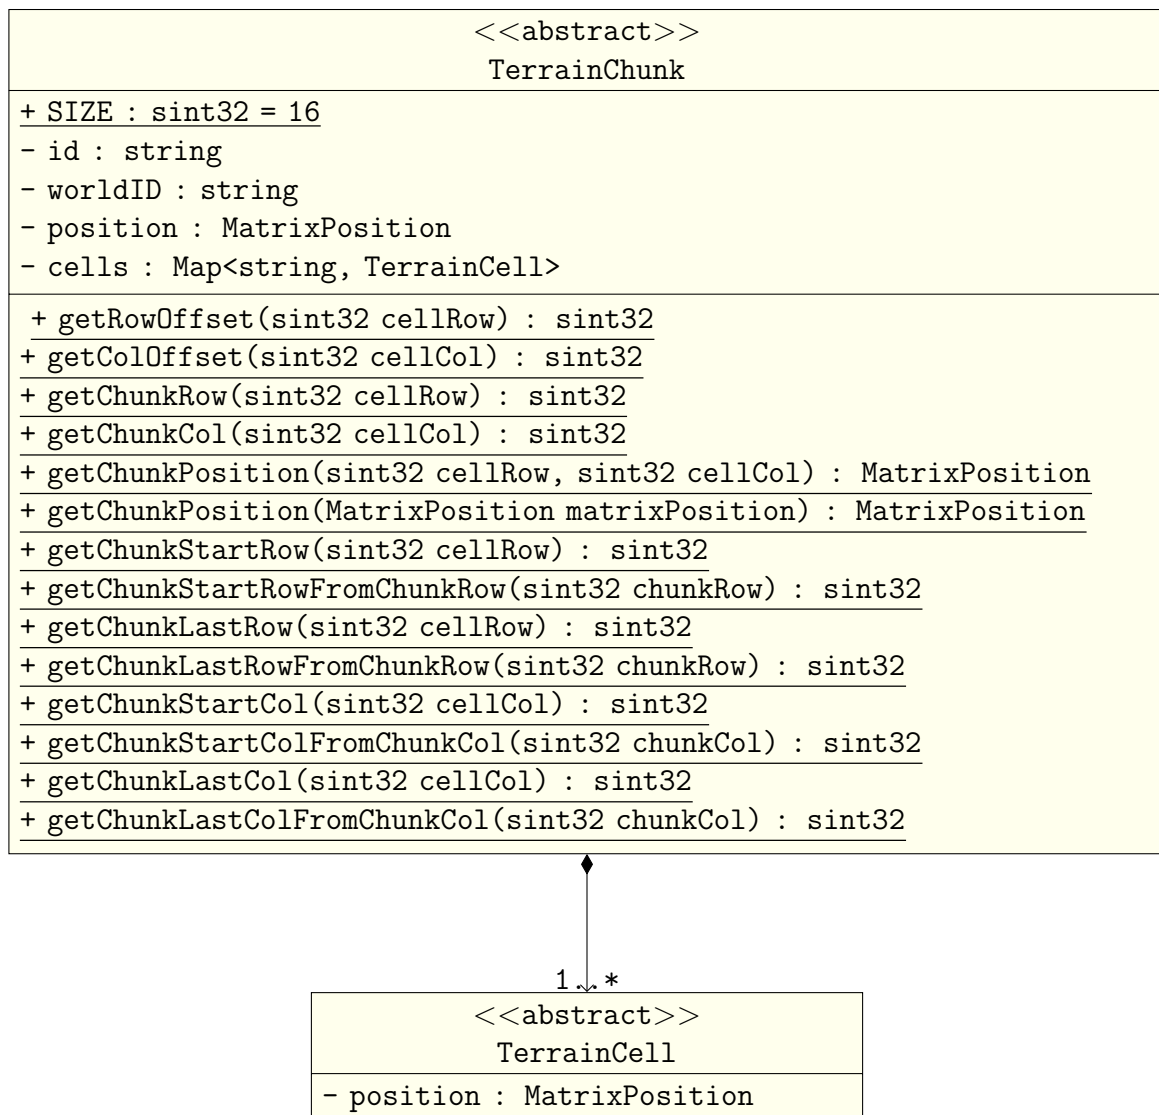 <<abstract>>
TerrainChunk
+ SIZE : sint32 = 16
- id : string
- worldID : string
- position : MatrixPosition
- cells : Map<string, TerrainCell>
+ getRowOffset(sint32 cellRow) : sint32
+ getColOffset(sint32 cellCol) : sint32
+ getChunkRow(sint32 cellRow) : sint32
+ getChunkCol(sint32 cellCol) : sint32
+ getChunkPosition(sint32 cellRow, sint32 cellCol) : MatrixPosition
+ getChunkPosition(MatrixPosition matrixPosition) : MatrixPosition
+ getChunkStartRow(sint32 cellRow) : sint32
+ getChunkStartRowFromChunkRow(sint32 chunkRow) : sint32
+ getChunkLastRow(sint32 cellRow) : sint32
+ getChunkLastRowFromChunkRow(sint32 chunkRow) : sint32
+ getChunkStartCol(sint32 cellCol) : sint32
+ getChunkStartColFromChunkCol(sint32 chunkCol) : sint32
+ getChunkLastCol(sint32 cellCol) : sint32
+ getChunkLastColFromChunkCol(sint32 chunkCol) : sint32
1..*
<<abstract>>
TerrainCell
- position : MatrixPosition